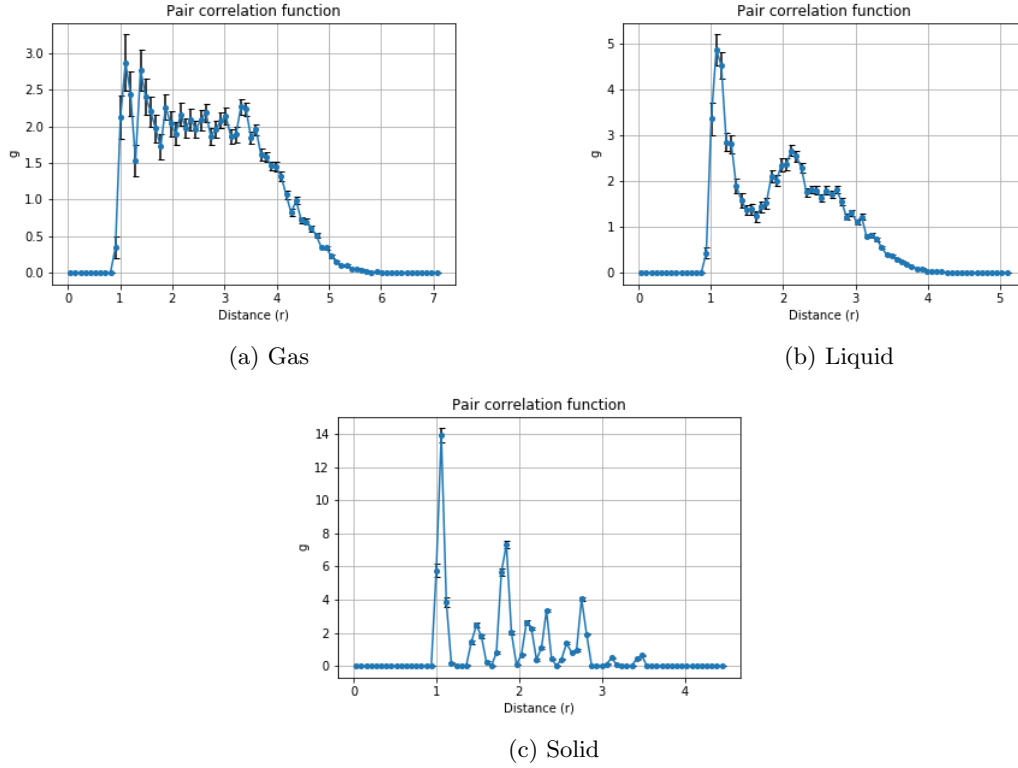 Pair correlation function
3.0
2.5
2.0
1.5
1.0
0.5
0.0
g
0 1 2 3 4 5 6 7
Distance (r)
(a) Gas
Pair correlation function
5
4
3
2
1
0
g
0 1 2 3 4 5
Distance (r)
(b) Liquid
Pair correlation function
14
12
10
8
6
4
2
0
g
0 1 2 3 4
Distance (r)
(c) Solid